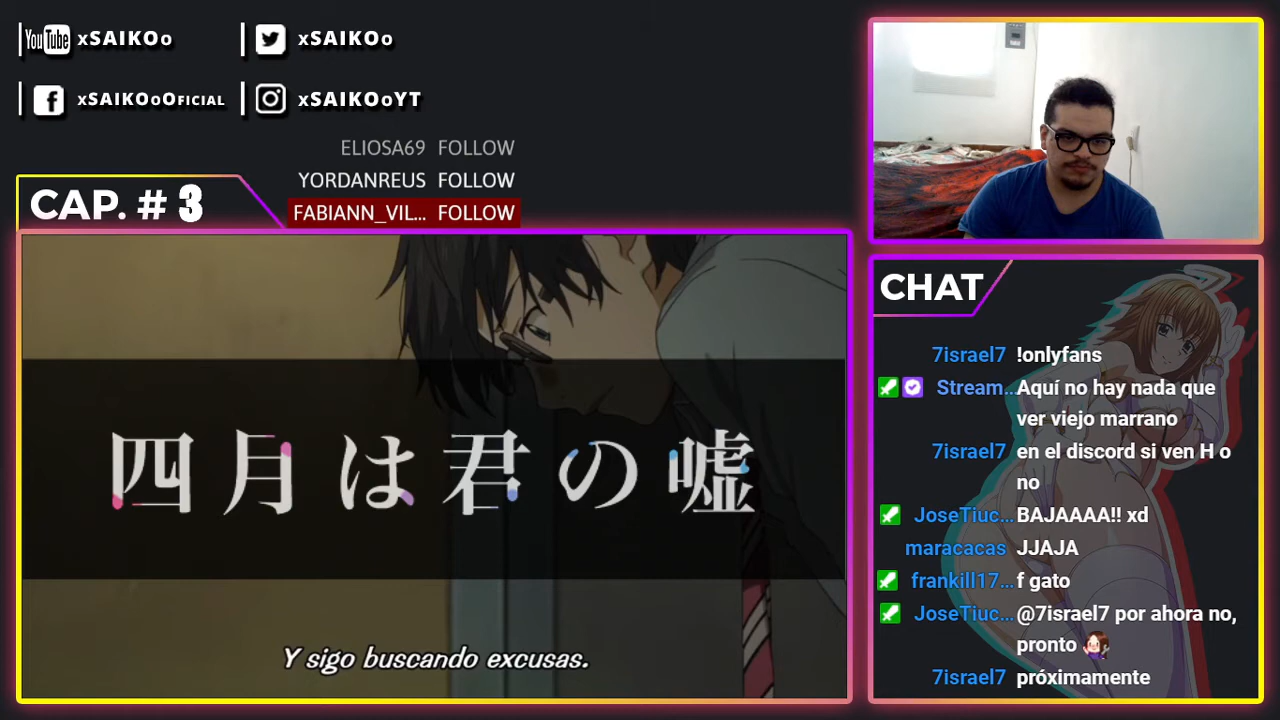 YouTube xSAIKOo
xSAIKOo
xSAIKOoOFICIAL
xSAIKOoYT
ELIOSA69 FOLLOW
YORDANREUS FOLLOW
FABIANN_VIL... FOLLOW
CAP. # 3
四月は君の嘘
Y sigo buscando excusas.
CHAT
7israel7 !onlyfans
Stream... Aquí no hay nada que
ver viejo marrano
7israel7 en el discord si ven H o
no
JoseTiuc... BAJAAAA!! xd
maracacas JJAJA
frankill17... f gato
JoseTiuc... @7israel7 por ahora no,
pronto
7israel7 próximamente